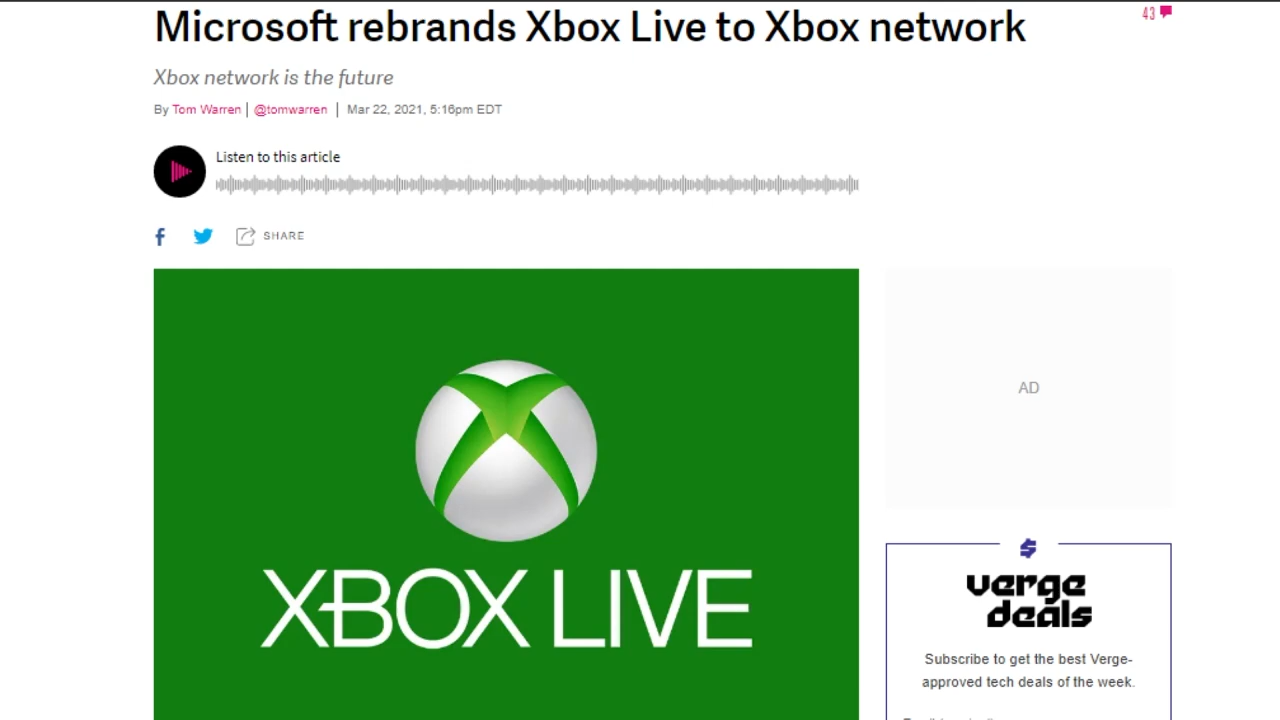 Microsoft rebrands Xbox Live to Xbox network
43
Xbox network is the future
By Tom Warren | @tomwarren | Mar 22, 2021, 5:16pm EDT
Listen to this article
SHARE
XBOX LIVE
AD
verge
deals
Subscribe to get the best Verge-
approved tech deals of the week.